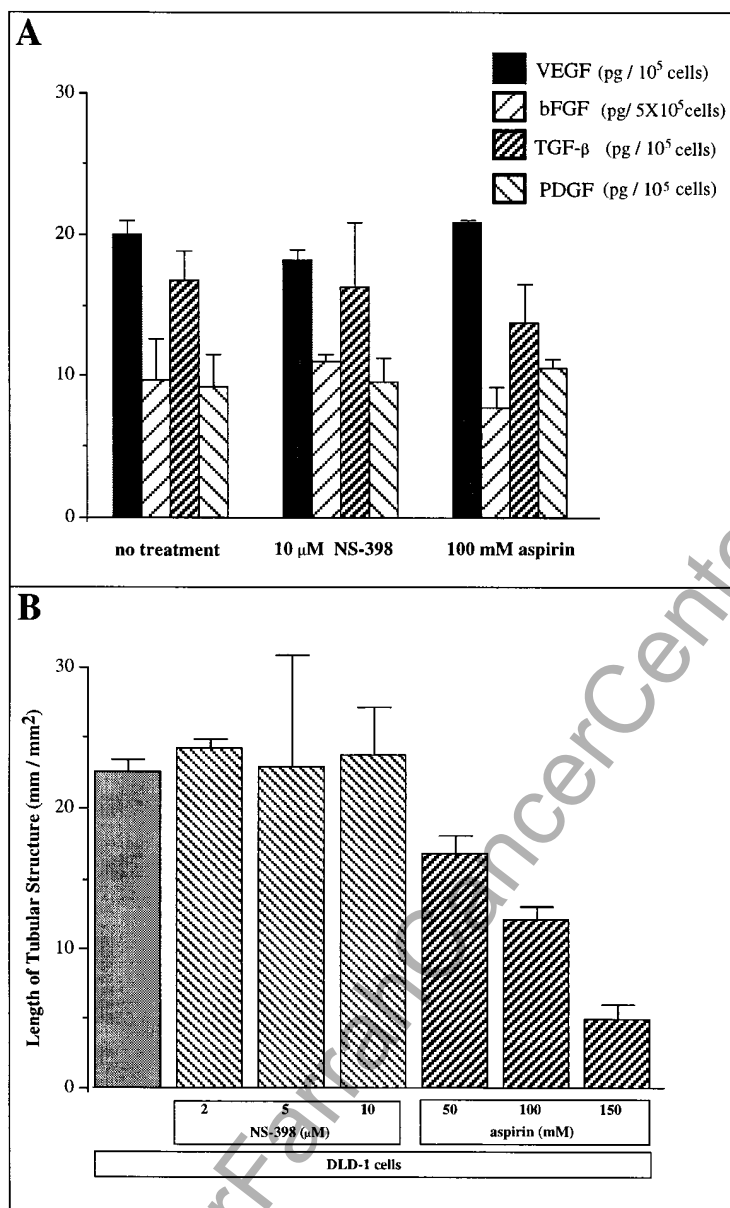 A
VEGF (pg / 10⁵ cells)
bFGF (pg/ 5X10⁵cells)
TGF-β (pg / 10⁵ cells)
PDGF (pg / 10⁵ cells)
30
20
10
0
no treatment 10 μM NS-398 100 mM aspirin
B
Length of Tubular Structure (mm / mm²)
30
20
10
0
2 5 10 50 100 150
NS-398 (μM) aspirin (mM)
DLD-1 cells
FarrahCancerCente